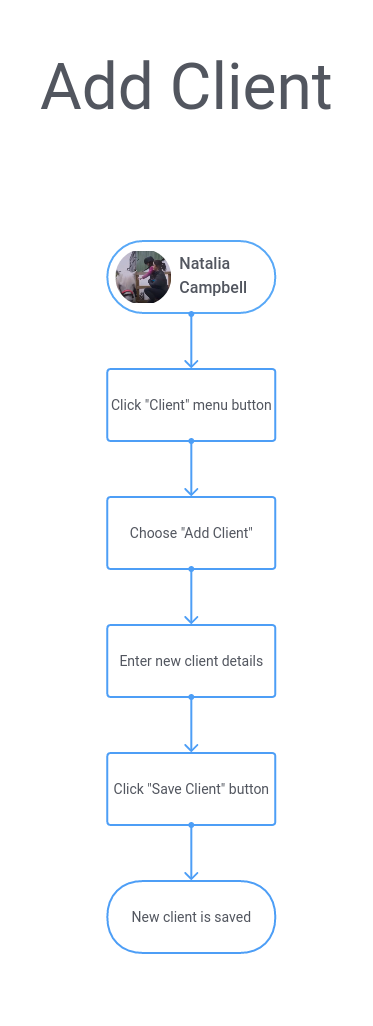 Add Client
Natalia
Campbell
Click "Client" menu button
Choose "Add Client"
Enter new client details
Click "Save Client" button
New client is saved